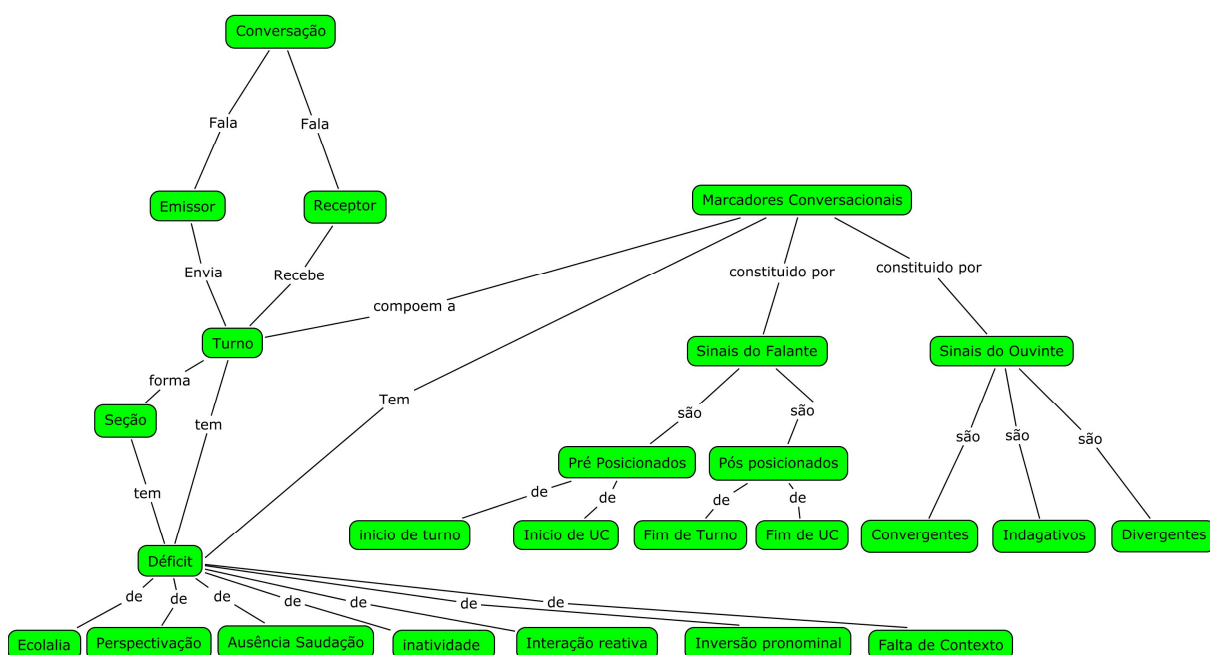 Conversação
Fala
Fala
Emissor
Receptor
Marcadores Conversacionais
Envia
Recebe
constituido por
constituido por
compoem a
Turno
Sinais do Falante
Sinais do Ouvinte
forma
Tem
Seção
tem
são
são
são
são
são
Pré Posicionados
Pós posicionados
tem
de
de
de
de
inicio de turno
Inicio de UC
Fim de Turno
Fim de UC
Convergentes
Indagativos
Divergentes
Déficit
de
de
de
de
de
de
de
Ecolalia
Perspectivação
Ausência Saudação
inatividade
Interação reativa
Inversão pronominal
Falta de Contexto